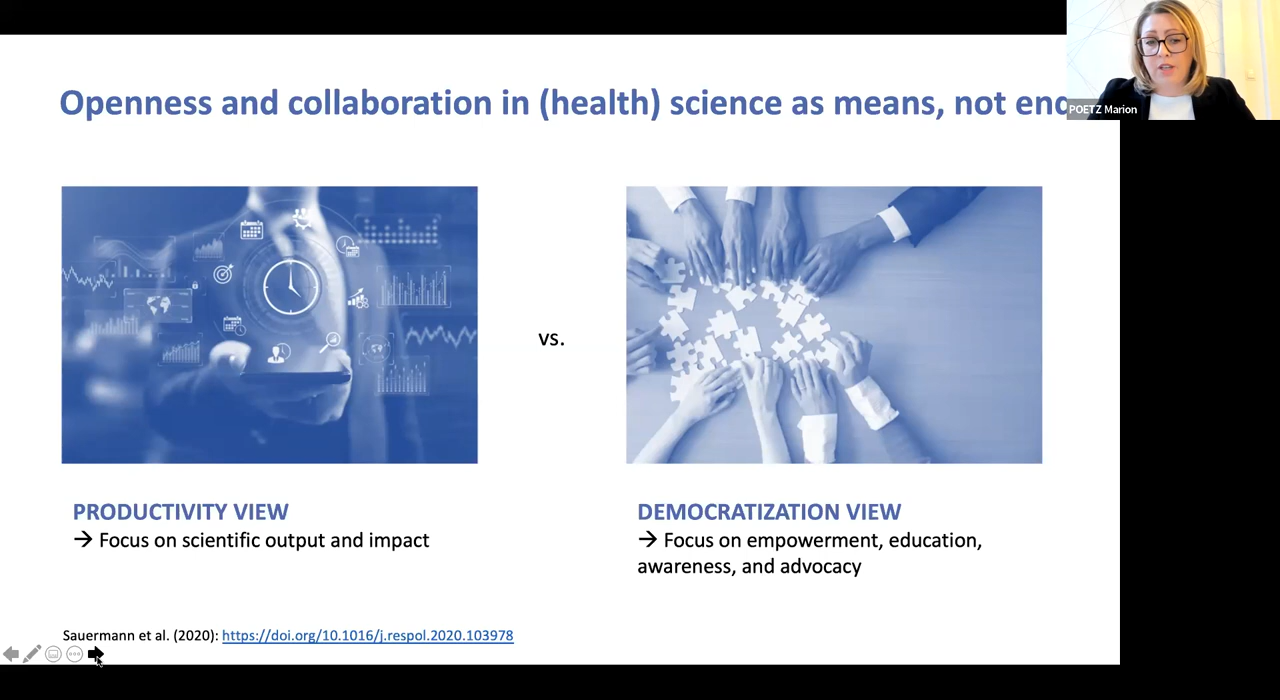 Openness and collaboration in (health) science as means, not end
POETZ Marion
vs.
PRODUCTIVITY VIEW
→ Focus on scientific output and impact
DEMOCRATIZATION VIEW
→ Focus on empowerment, education,
awareness, and advocacy
Sauermann et al. (2020): https://doi.org/10.1016/j.respol.2020.103978